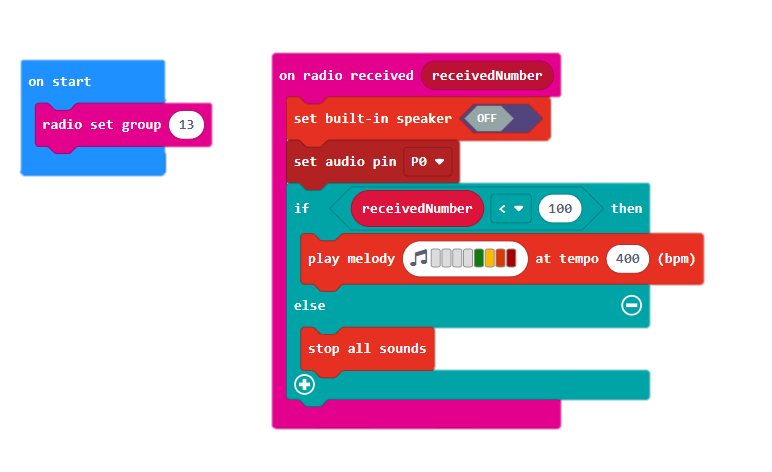 on start
radio set group 13
on radio received receivedNumber
set built-in speaker OFF
set audio pin P0
if receivedNumber < 100 then
play melody at tempo 400 (bpm)
else
stop all sounds